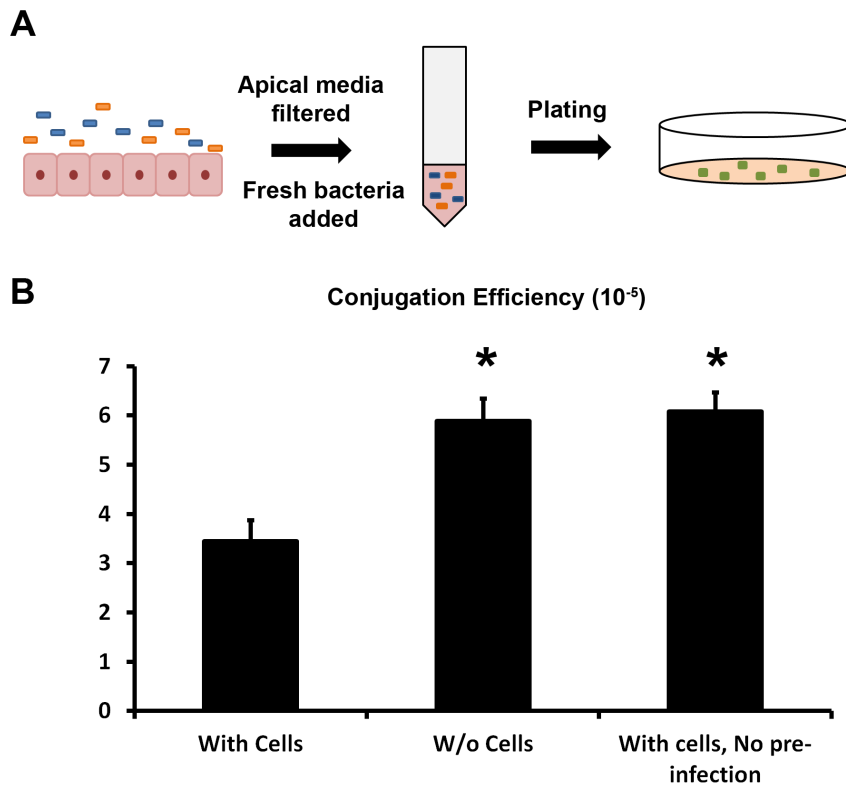 A
Apical media
filtered
Fresh bacteria
added
Plating
B
Conjugation Efficiency (10⁻⁵)
7
6
5
4
3
2
1
0
*
*
With Cells
W/o Cells
With cells, No pre-
infection